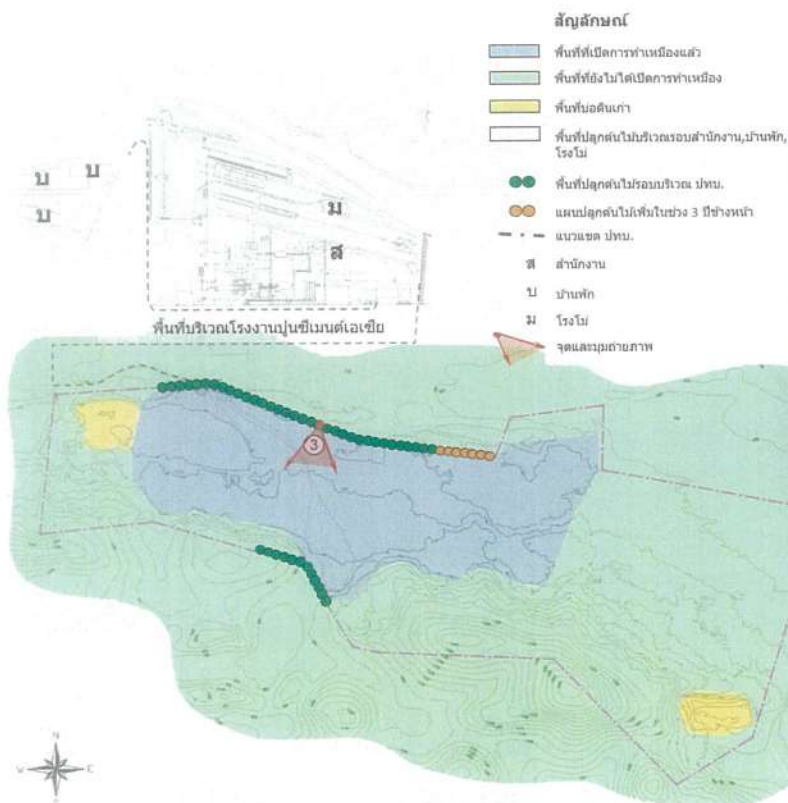 สัญลักษณ์
พื้นที่ที่เปิดการทำเหมืองแล้ว
พื้นที่ที่ยังไม่ได้เปิดการทำเหมือง
พื้นที่บ่อดินเก่า
พื้นที่ปลูกต้นไม้บริเวณรอบสำนักงาน,บ้านพัก,
โรงโม่
พื้นที่ปลูกต้นไม้รอบบริเวณ ปทบ.
แผนปลูกต้นไม้เพิ่มในช่วง 3 ปีข้างหน้า
แนวเขต ปทบ.
ส สำนักงาน
บ บ้านพัก
ม โรงโม่
จุดและมุมถ่ายภาพ
บ
บ
บ
ม
ส
พื้นที่บริเวณโรงงานปูนซีเมนต์เอเซีย
3
N
W
E